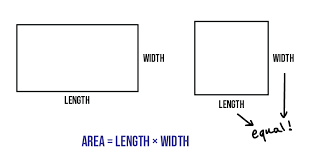 WIDTH
LENGTH
WIDTH
LENGTH
equal!
AREA = LENGTH × WIDTH